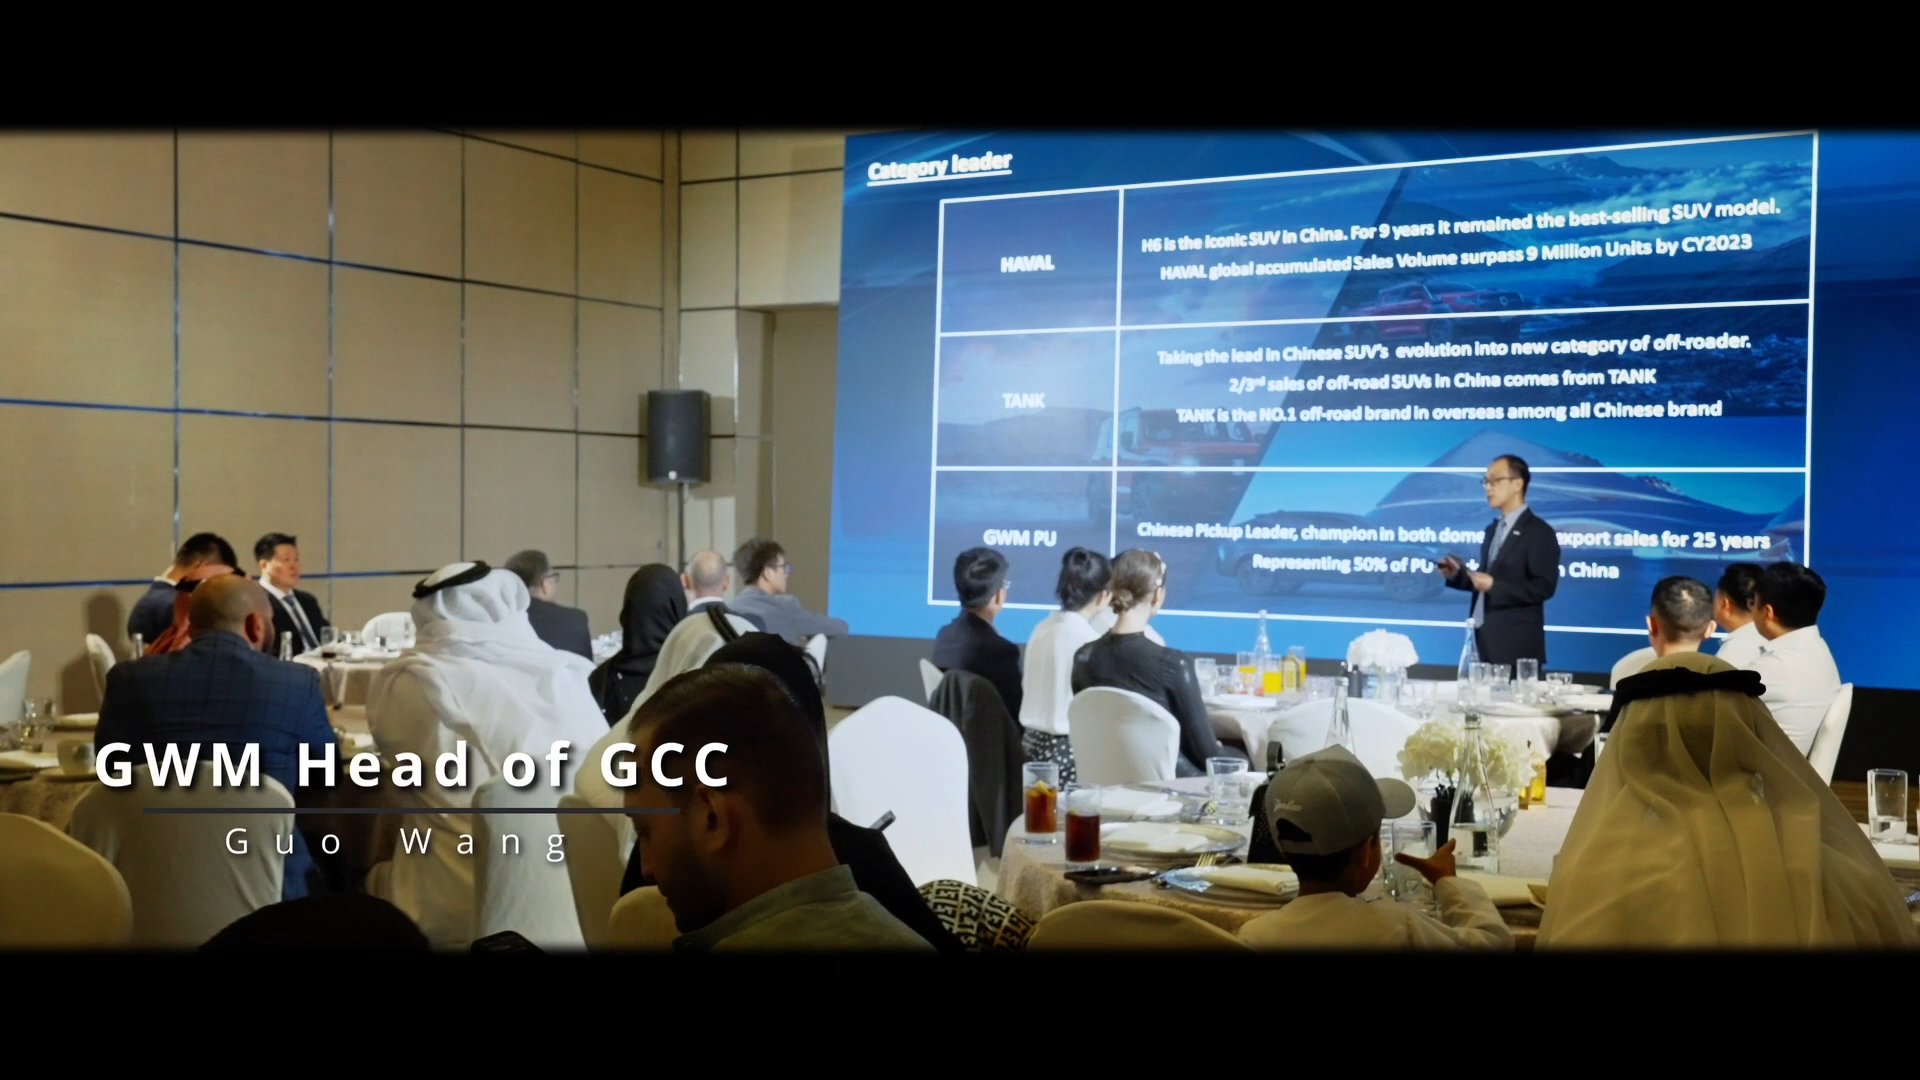 Category leader
HAVAL
H6 is the iconic SUV in China. For 9 years it remained the best-selling SUV model.
HAVAL global accumulated Sales Volume surpass 9 Million Units by CY2023
TANK
Taking the lead in Chinese SUV's evolution into new category of off-roader.
2/3rd sales of off-road SUVs in China comes from TANK
TANK is the NO.1 off-road brand in overseas among all Chinese brand
GWM PU
Chinese Pickup Leader, champion in both export sales for 25 years
Representing 50% of PU China
GWM Head of GCC
Guo Wang